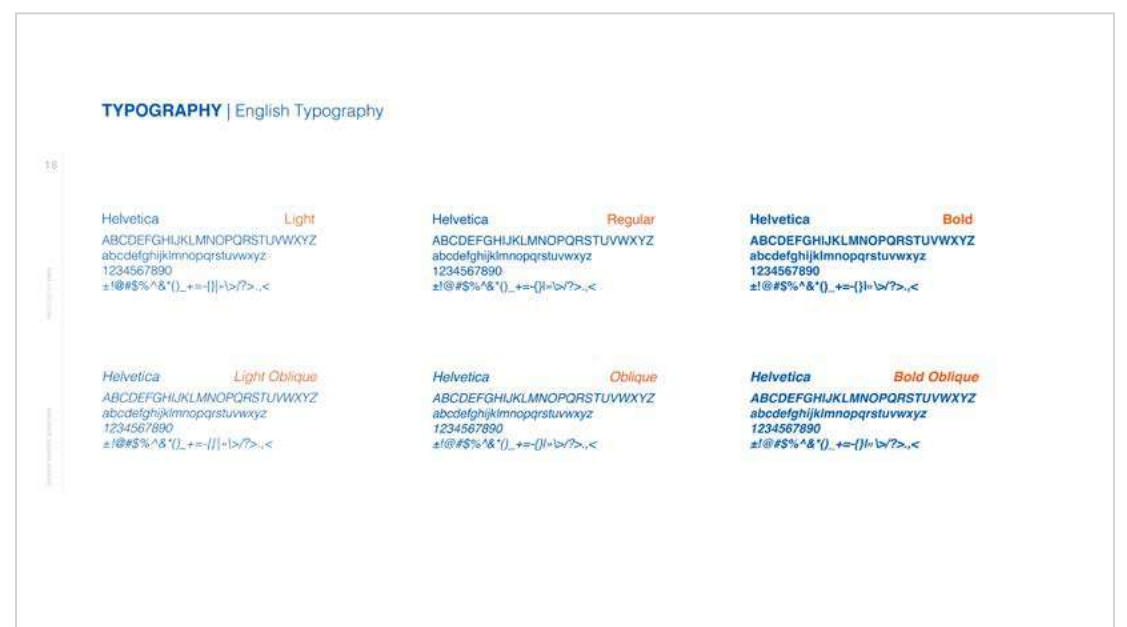 TYPOGRAPHY | English Typography
16
Helvetica Light
ABCDEFGHIJKLMNOPQRSTUVWXYZ
abcdefghijklmnopqrstuvwxyz
1234567890
±!@#$%^&*()_+=-{}|»\>/?>.,<
Helvetica Regular
ABCDEFGHIJKLMNOPQRSTUVWXYZ
abcdefghijklmnopqrstuvwxyz
1234567890
±!@#$%^&*()_+=-{}|»\>/?>.,<
Helvetica Bold
ABCDEFGHIJKLMNOPQRSTUVWXYZ
abcdefghijklmnopqrstuvwxyz
1234567890
±!@#$%^&*()_+=-{}|»\>/?>.,<
Helvetica Light Oblique
ABCDEFGHIJKLMNOPQRSTUVWXYZ
abcdefghijklmnopqrstuvwxyz
1234567890
±!@#$%^&*()_+=-{}|»\>/?>.,<
Helvetica Oblique
ABCDEFGHIJKLMNOPQRSTUVWXYZ
abcdefghijklmnopqrstuvwxyz
1234567890
±!@#$%^&*()_+=-{}|»\>/?>.,<
Helvetica Bold Oblique
ABCDEFGHIJKLMNOPQRSTUVWXYZ
abcdefghijklmnopqrstuvwxyz
1234567890
±!@#$%^&*()_+=-{}|»\>/?>.,<